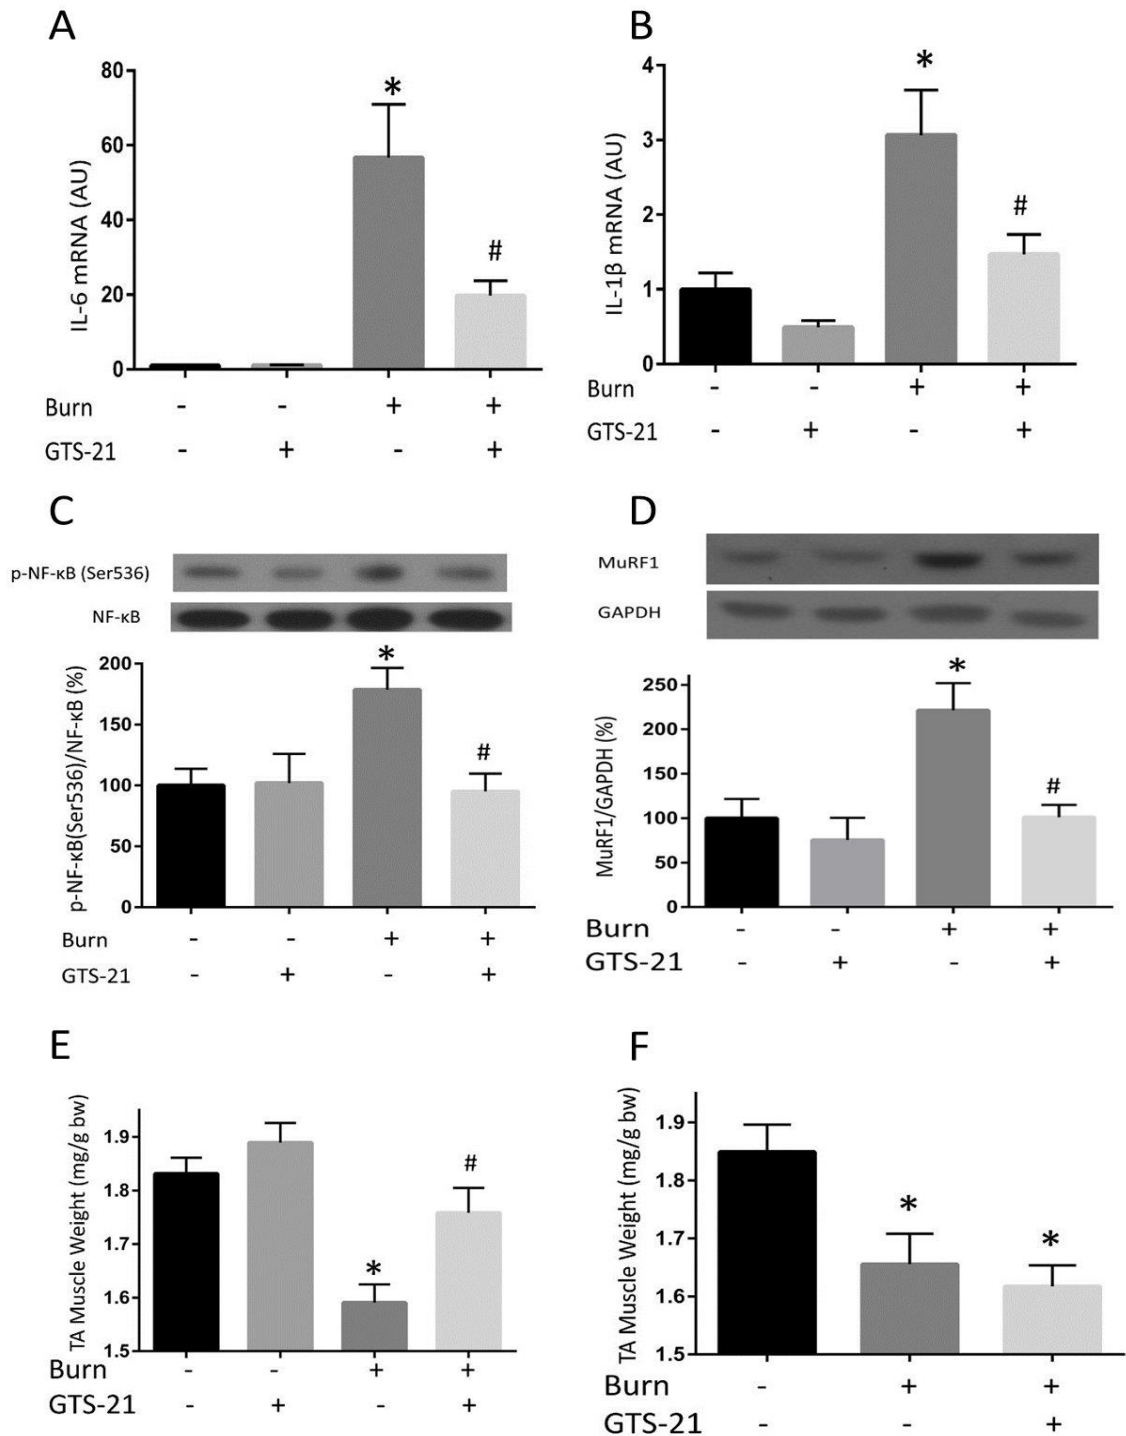 A
IL-6 mRNA (AU)
80
60
40
20
0
*
#
Burn - - + +
GTS-21 - + - +
B
IL-1β mRNA (AU)
4
3
2
1
0
*
#
Burn - - + +
GTS-21 - + - +
C
p-NF-κB (Ser536)
NF-κB
p-NF-κB(Ser536)/NF-κB (%)
200
150
100
50
0
*
#
Burn - - + +
GTS-21 - + - +
D
MuRF1
GAPDH
MuRF1/GAPDH (%)
250
200
150
100
50
0
*
#
Burn - - + +
GTS-21 - + - +
E
TA Muscle Weight (mg/g bw)
1.9
1.8
1.7
1.6
1.5
*
#
Burn - - + +
GTS-21 - + - +
F
TA Muscle Weight (mg/g bw)
1.9
1.8
1.7
1.6
1.5
*
*
Burn - + +
GTS-21 - - +